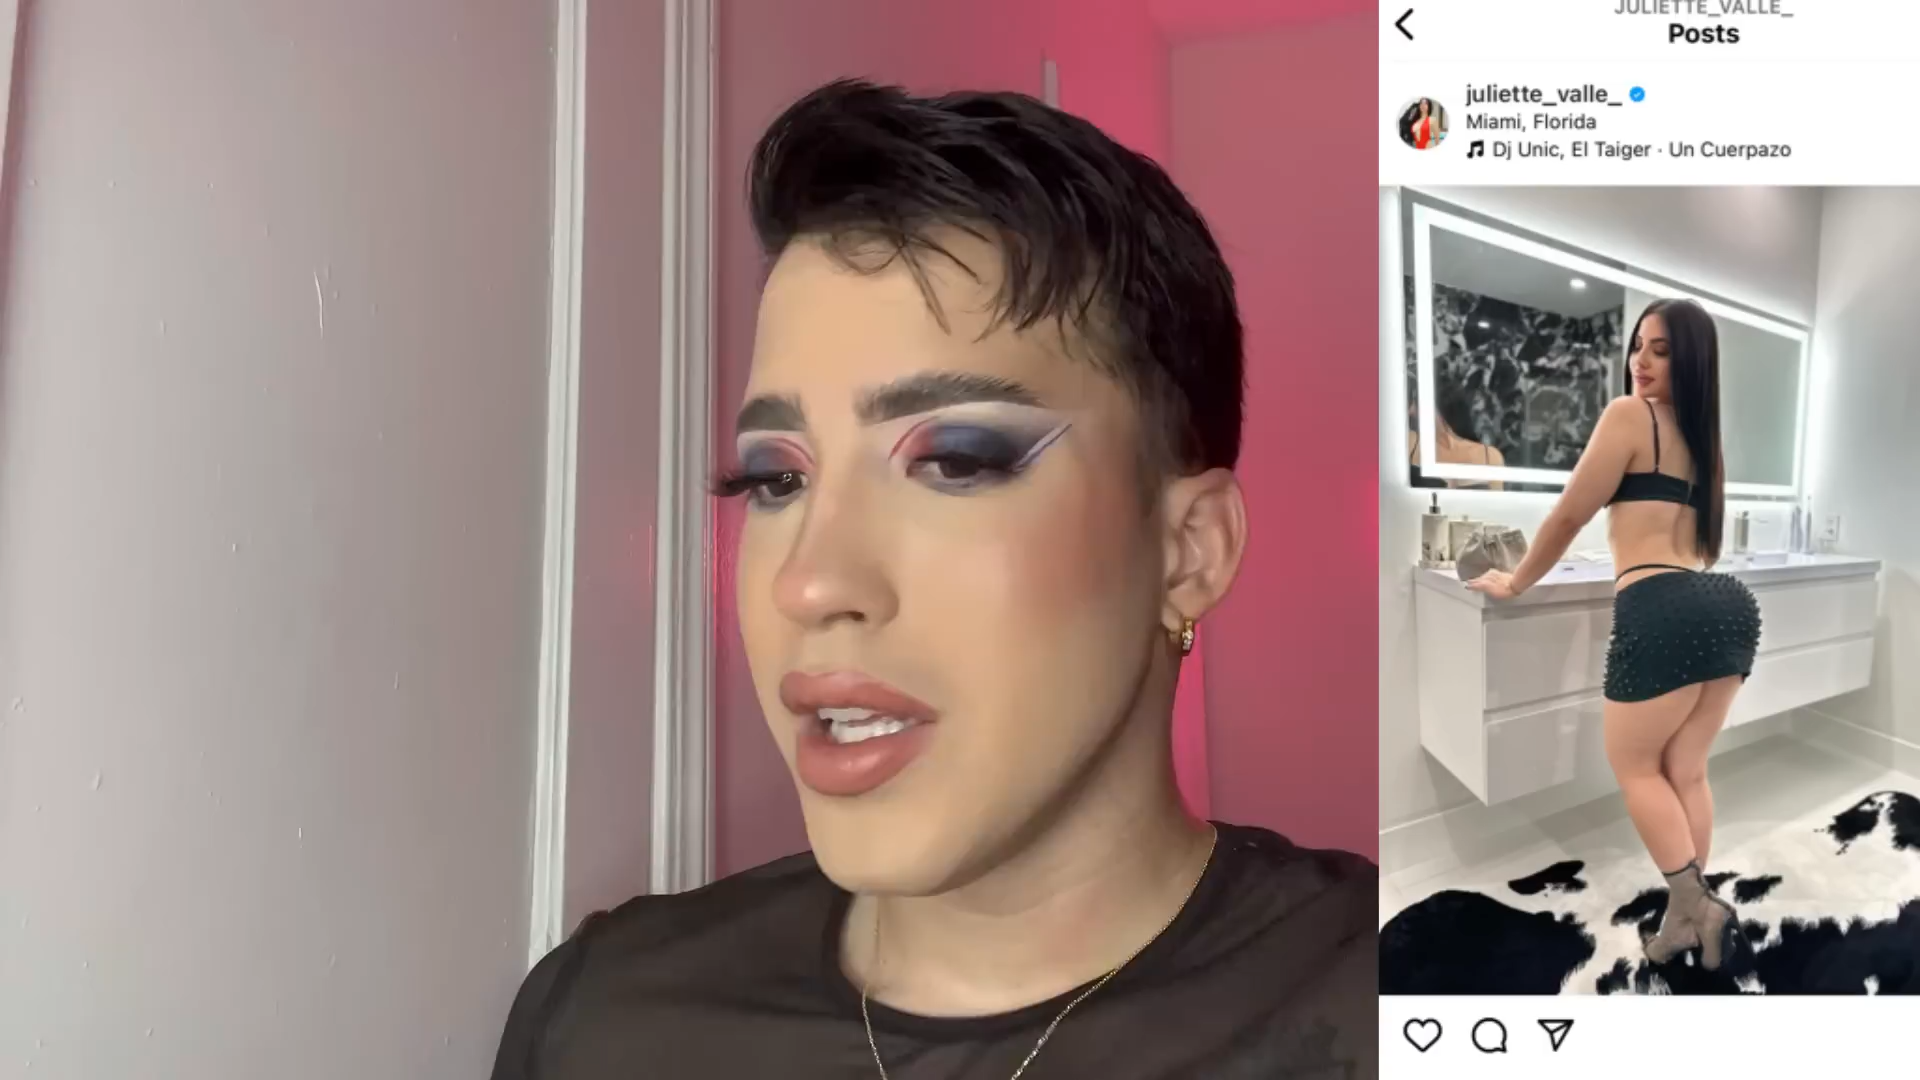 JULIETTE_VALLE_
Posts
juliette_valle_
Miami, Florida
Dj Unic, El Taiger · Un Cuerpazo